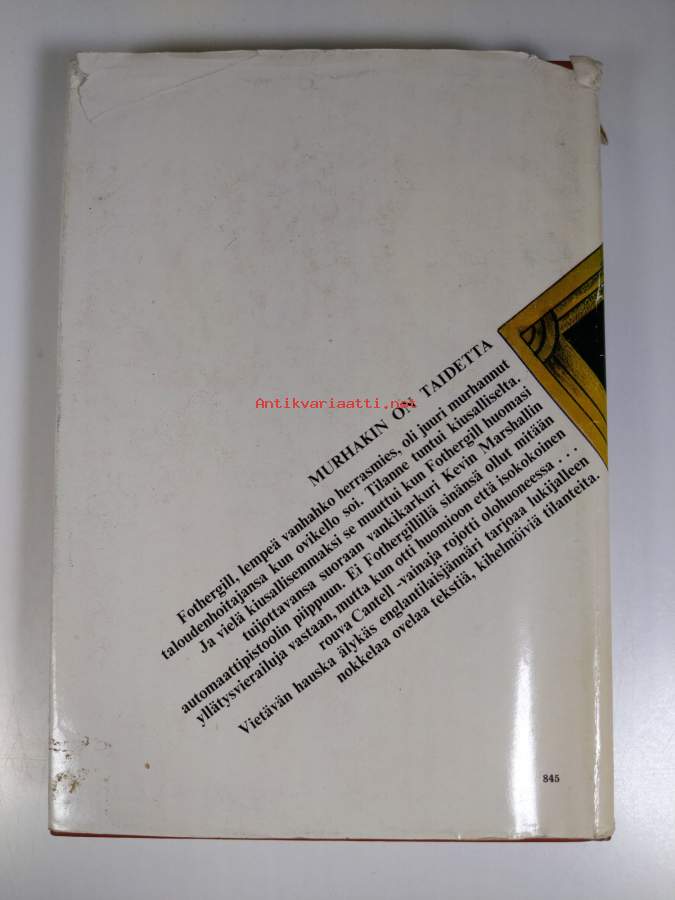 MURHAKIN ON TAIDETTA
Fothergill, lempeä vanhahko herrasmies, oli juuri murhannut
taloudenhoitajansa kun ovikello soi. Tilanne tuntui kiusalliselta.
Ja vielä kiusallisemmaksi se muuttui kun Fothergill huomasi
tuijottavansa suoraan vankikarkuri Kevin Marshallin
automaattipistoolin piippuun. Ei Fothergillillä sinänsä ollut mitään
yllätysvierailuja vastaan, mutta kun otti huomioon että isokokoinen
rouva Cantell -vainaja rojotti olohuoneessa . . .
Vietävän hauska älykäs englantilaisjännäri tarjoaa lukijalleen
nokkelaa ovelaa tekstiä, kihelmöiviä tilanteita.
Antikvariaatti.net
845